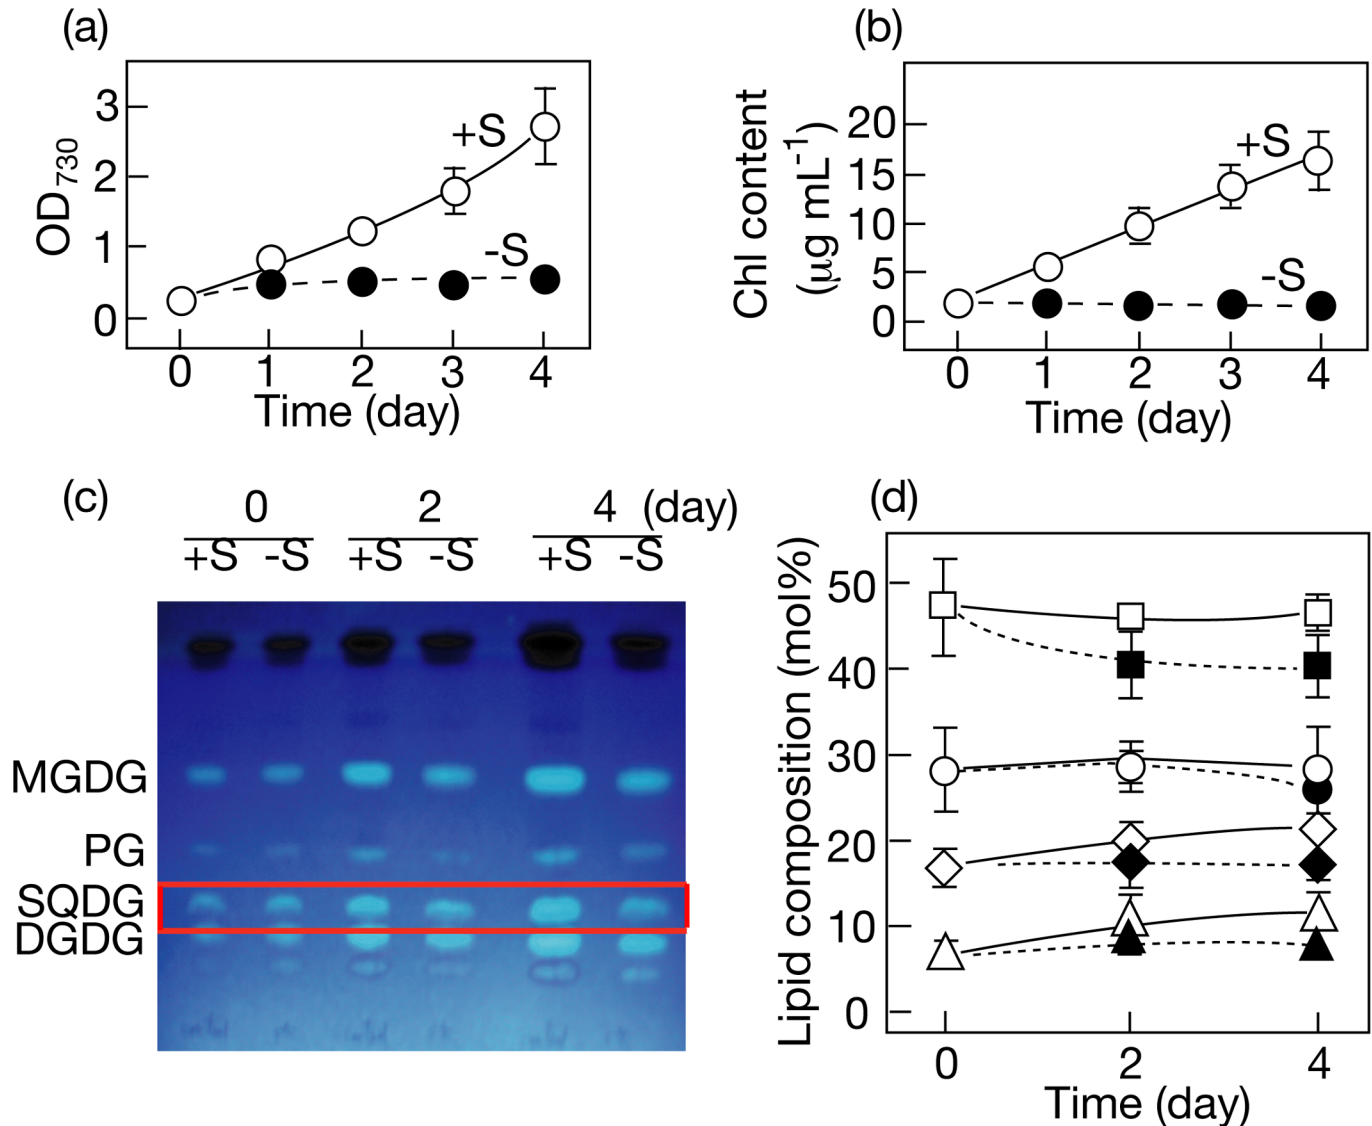 (a)
OD730
3
2
1
0
+S
-S
0 1 2 3 4
Time (day)
(b)
Chl content
(μg mL-1)
20
15
10
5
0
+S
-S
0 1 2 3 4
Time (day)
(c)
0 2 4 (day)
+S -S +S -S +S -S
MGDG
PG
SQDG
DGDG
(d)
Lipid composition (mol%)
50
40
30
20
10
0
0 2 4
Time (day)